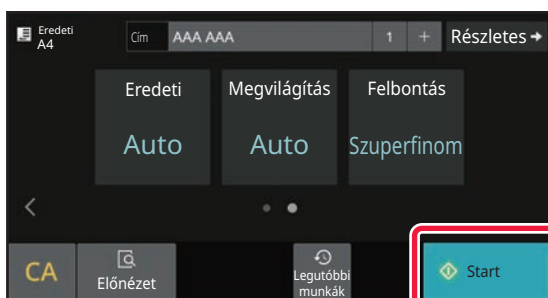 Eredeti
A4
Cím AAA AAA 1 + Részletes
Eredeti Megvilágítás Felbontás
Auto Auto Szuperfinom
CA
Előnézet
Legutóbbi
munkák
Start